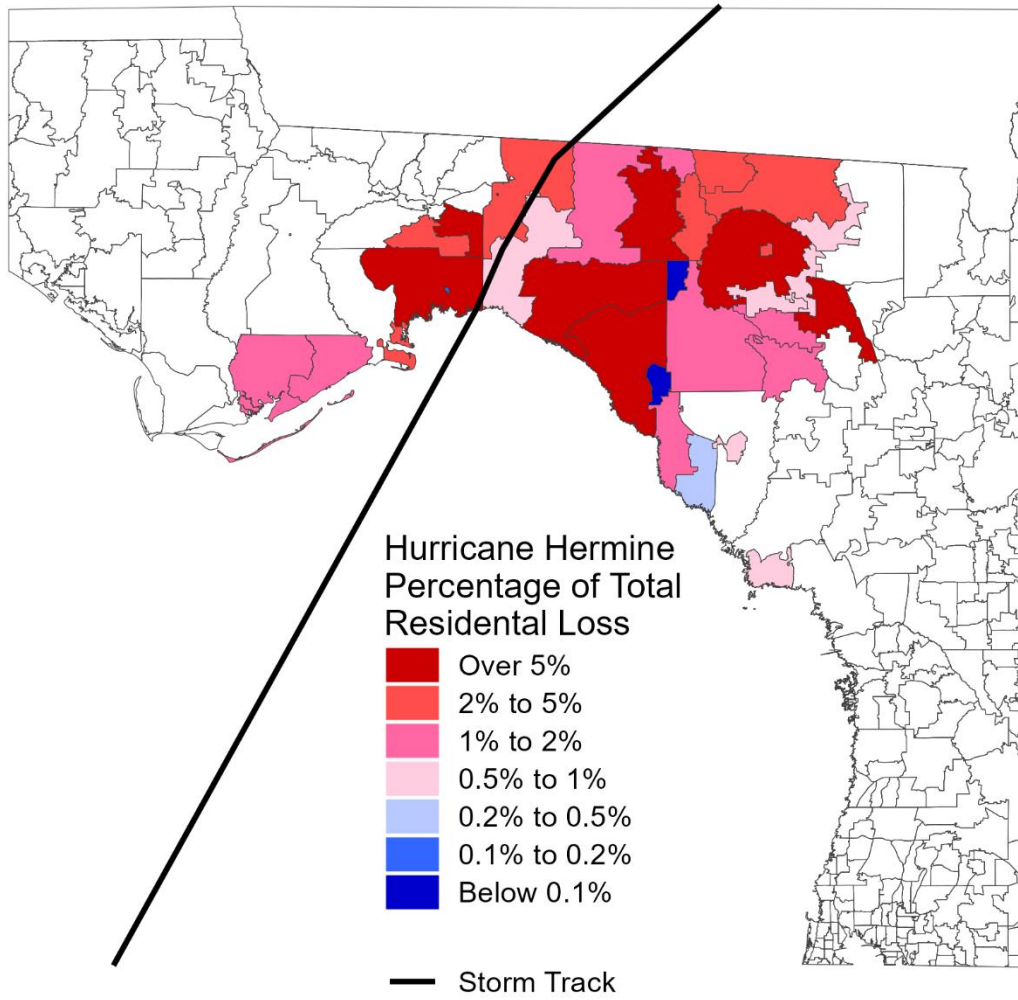 Hurricane Hermine
Percentage of Total
Residental Loss
Over 5%
2% to 5%
1% to 2%
0.5% to 1%
0.2% to 0.5%
0.1% to 0.2%
Below 0.1%
Storm Track